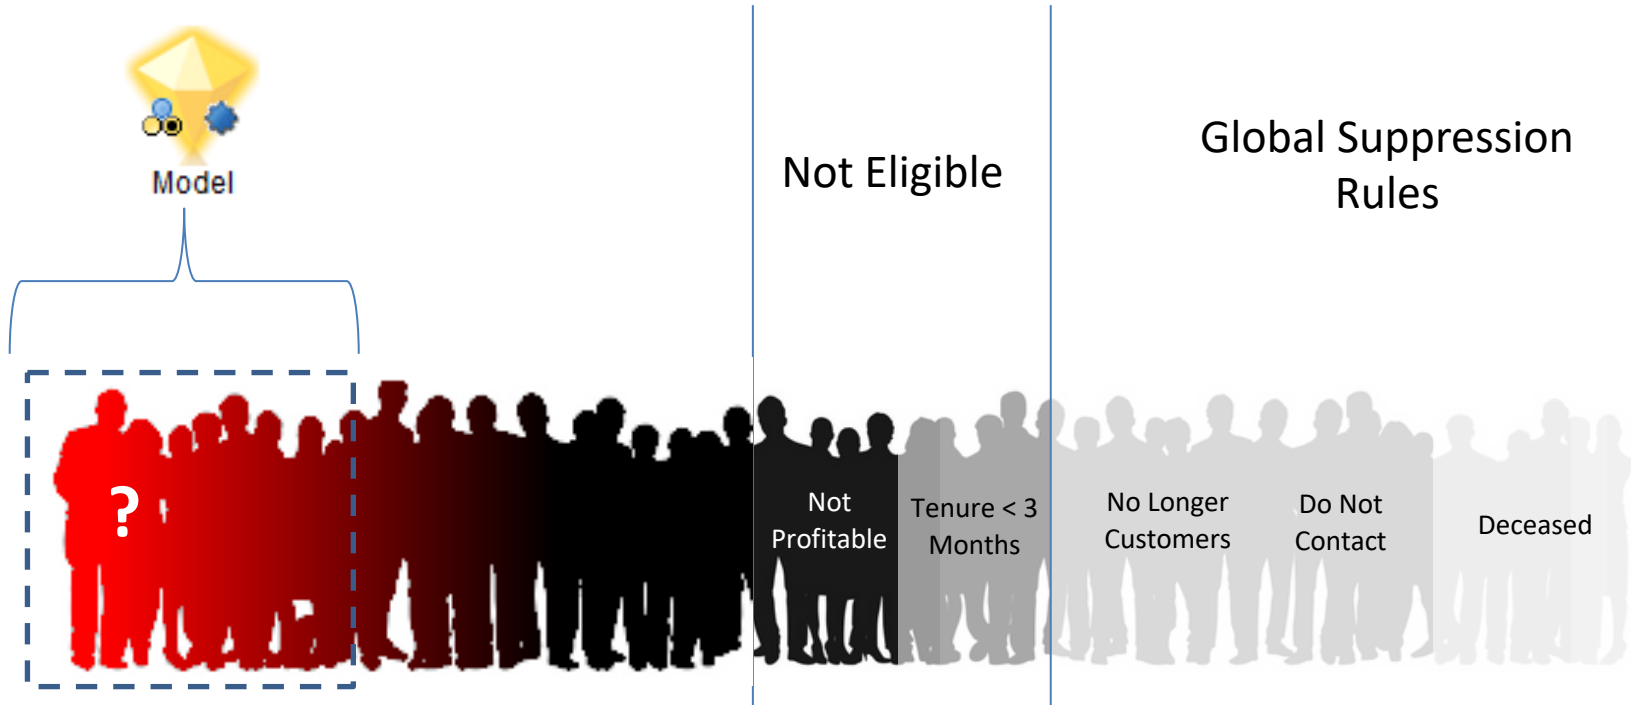 Model
Not Eligible
Global Suppression
Rules
?
Not
Profitable
Tenure < 3
Months
No Longer
Customers
Do Not
Contact
Deceased